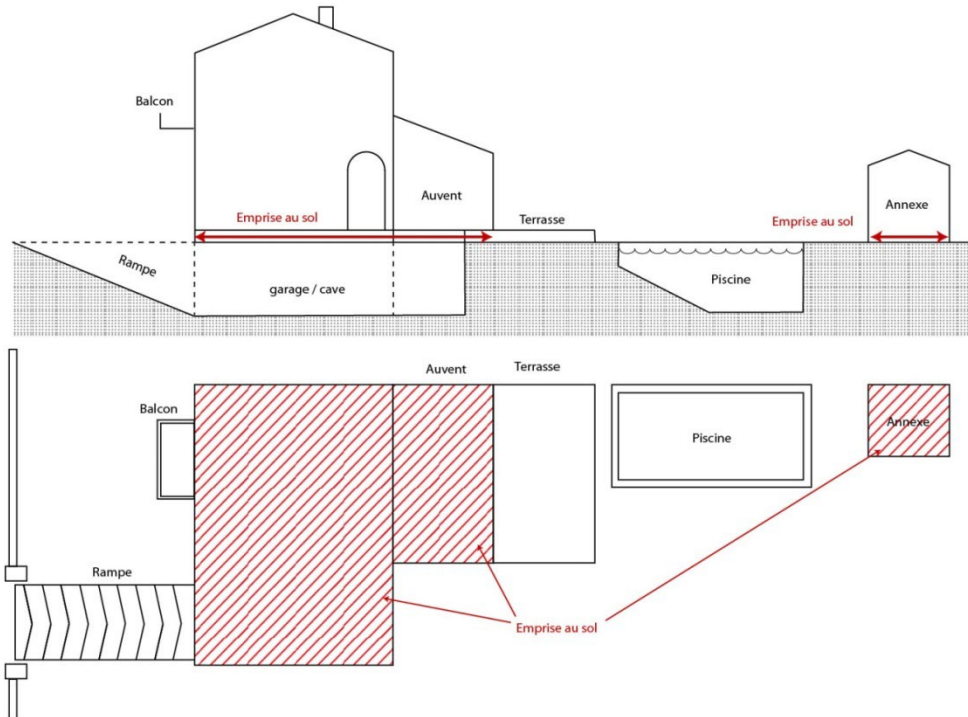 Balcon
Auvent
Emprise au sol
Terrasse
Emprise au sol
Annexe
Rampe
garage / cave
Piscine
Auvent
Terrasse
Balcon
Piscine
Annexe
Rampe
Emprise au sol